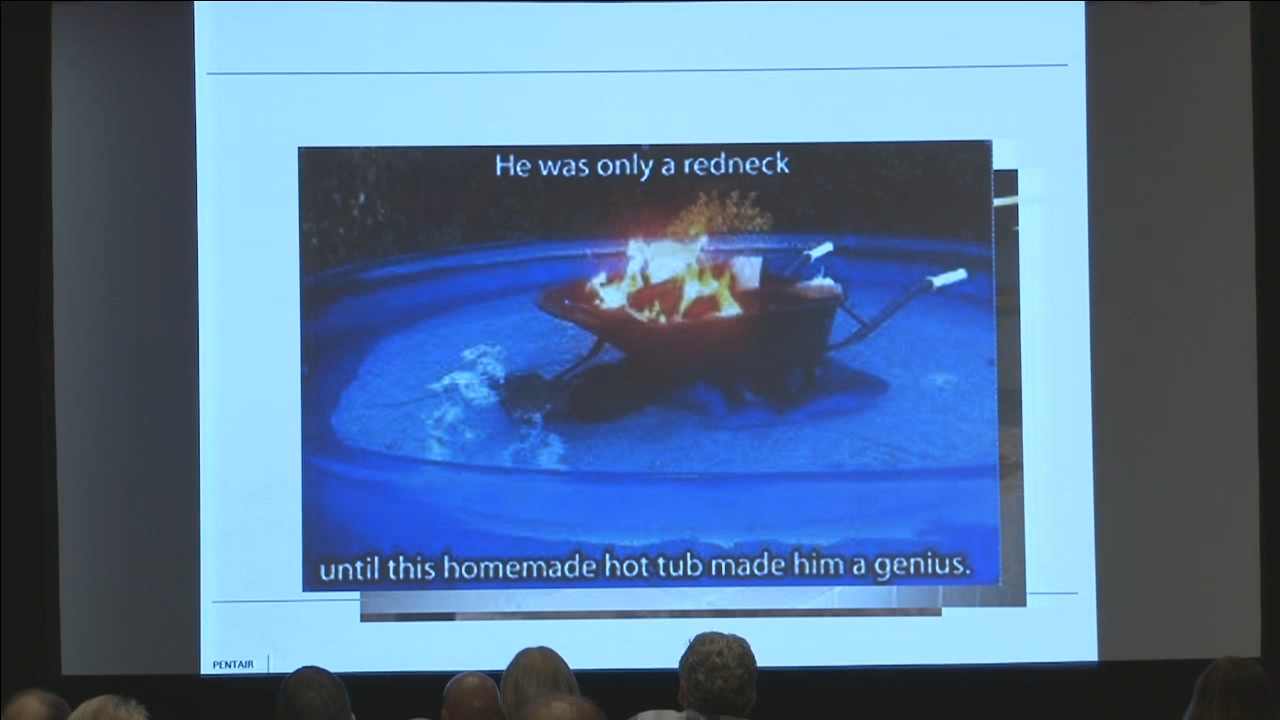 He was only a redneck
until this homemade hot tub made him a genius.
PENTAIR